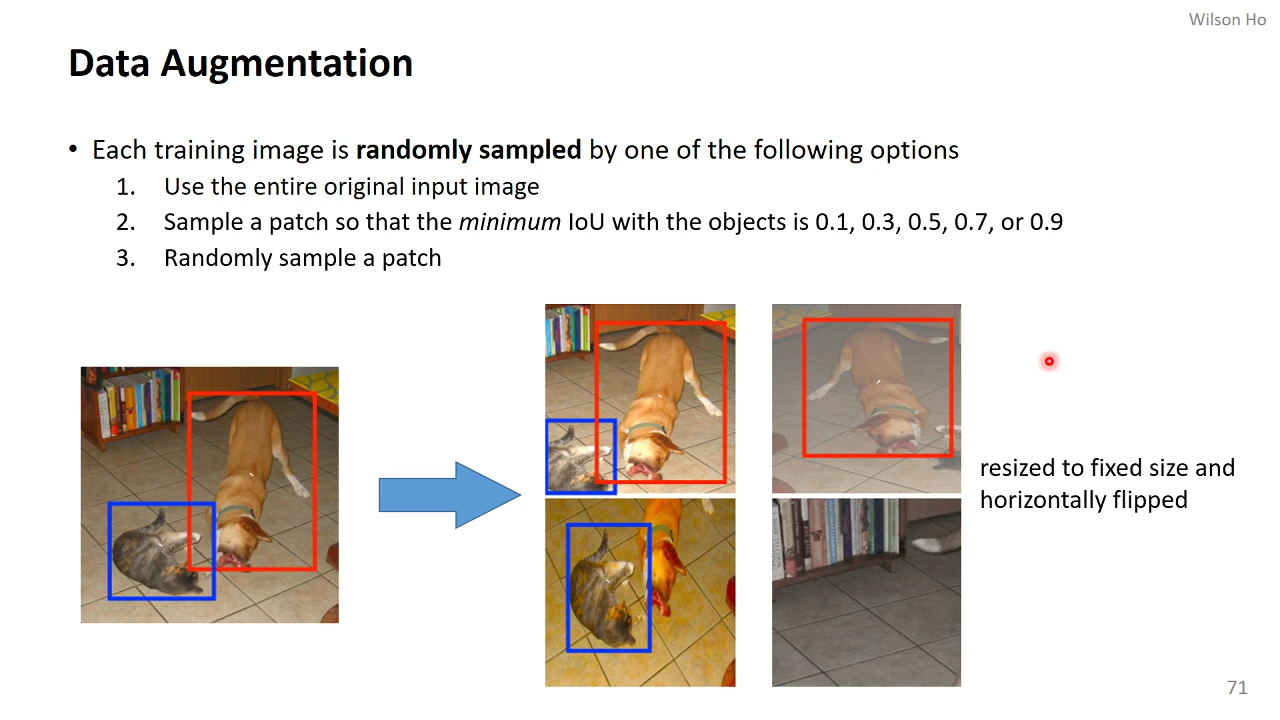 Wilson Ho
Data Augmentation
• Each training image is randomly sampled by one of the following options
1. Use the entire original input image
2. Sample a patch so that the minimum IoU with the objects is 0.1, 0.3, 0.5, 0.7, or 0.9
3. Randomly sample a patch
resized to fixed size and
horizontally flipped
71